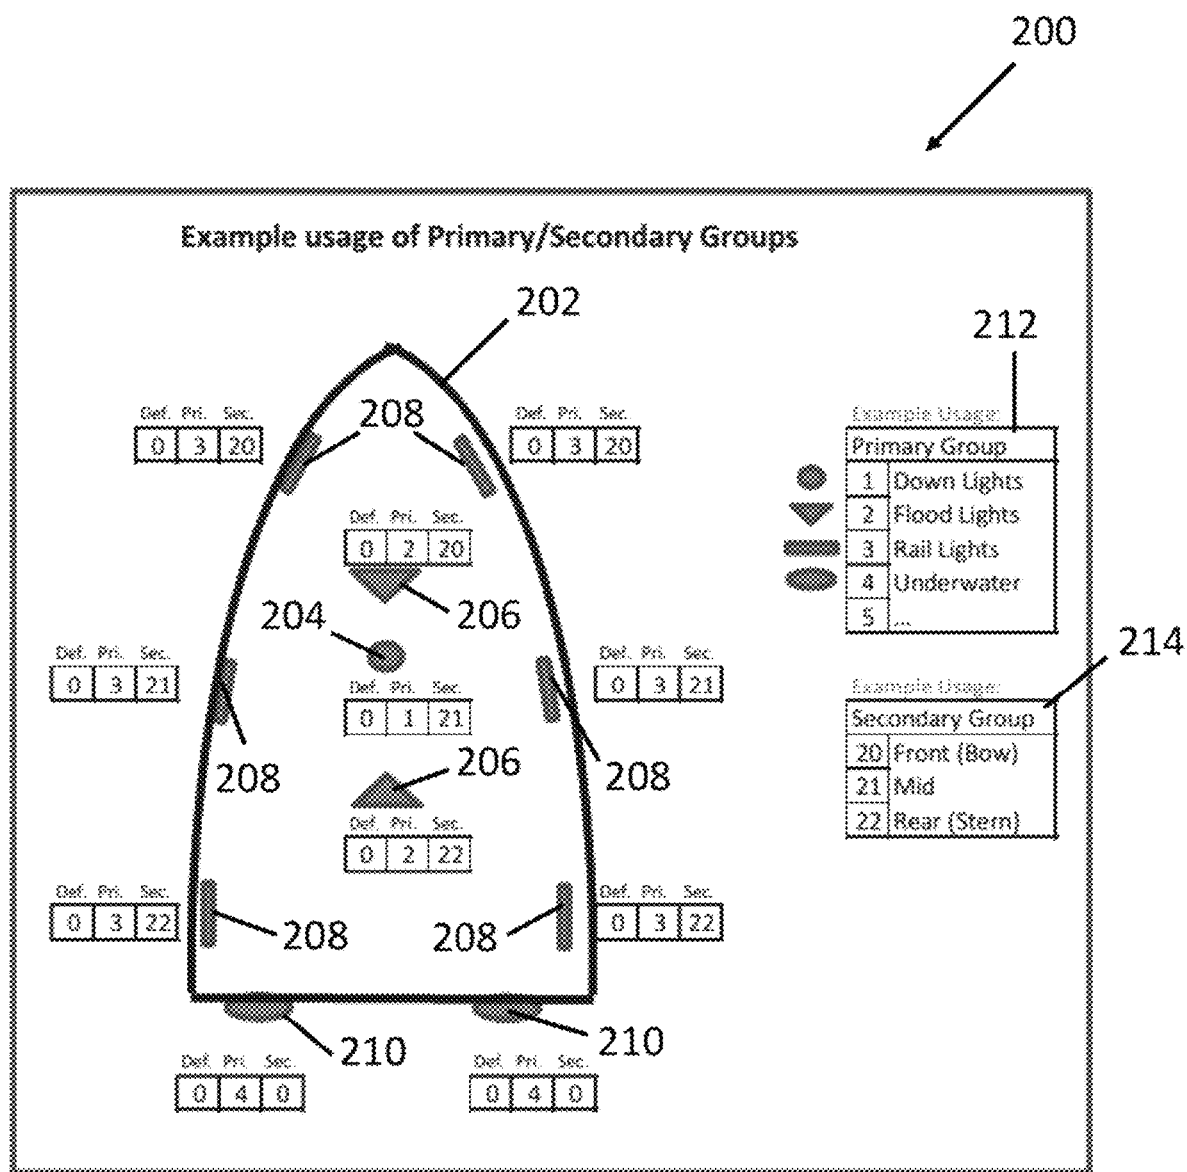 200
Example usage of Primary/Secondary Groups
202
212
Def. Pri. Sec.
0 3 20
208
Def. Pri. Sec.
0 3 20
Example Usage:
Primary Group
1 Down Lights
2 Flood Lights
3 Rail Lights
4 Underwater
5 ...
Def. Pri. Sec.
0 2 20
206
204
Def. Pri. Sec.
0 3 21
Def. Pri. Sec.
0 1 21
Def. Pri. Sec.
0 3 21
214
Example Usage:
Secondary Group
20 Front (Bow)
21 Mid
22 Rear (Stern)
208
206
208
Def. Pri. Sec.
0 2 22
Def. Pri. Sec.
0 3 22
208
208
Def. Pri. Sec.
0 3 22
210
210
Def. Pri. Sec.
0 4 0
Def. Pri. Sec.
0 4 0